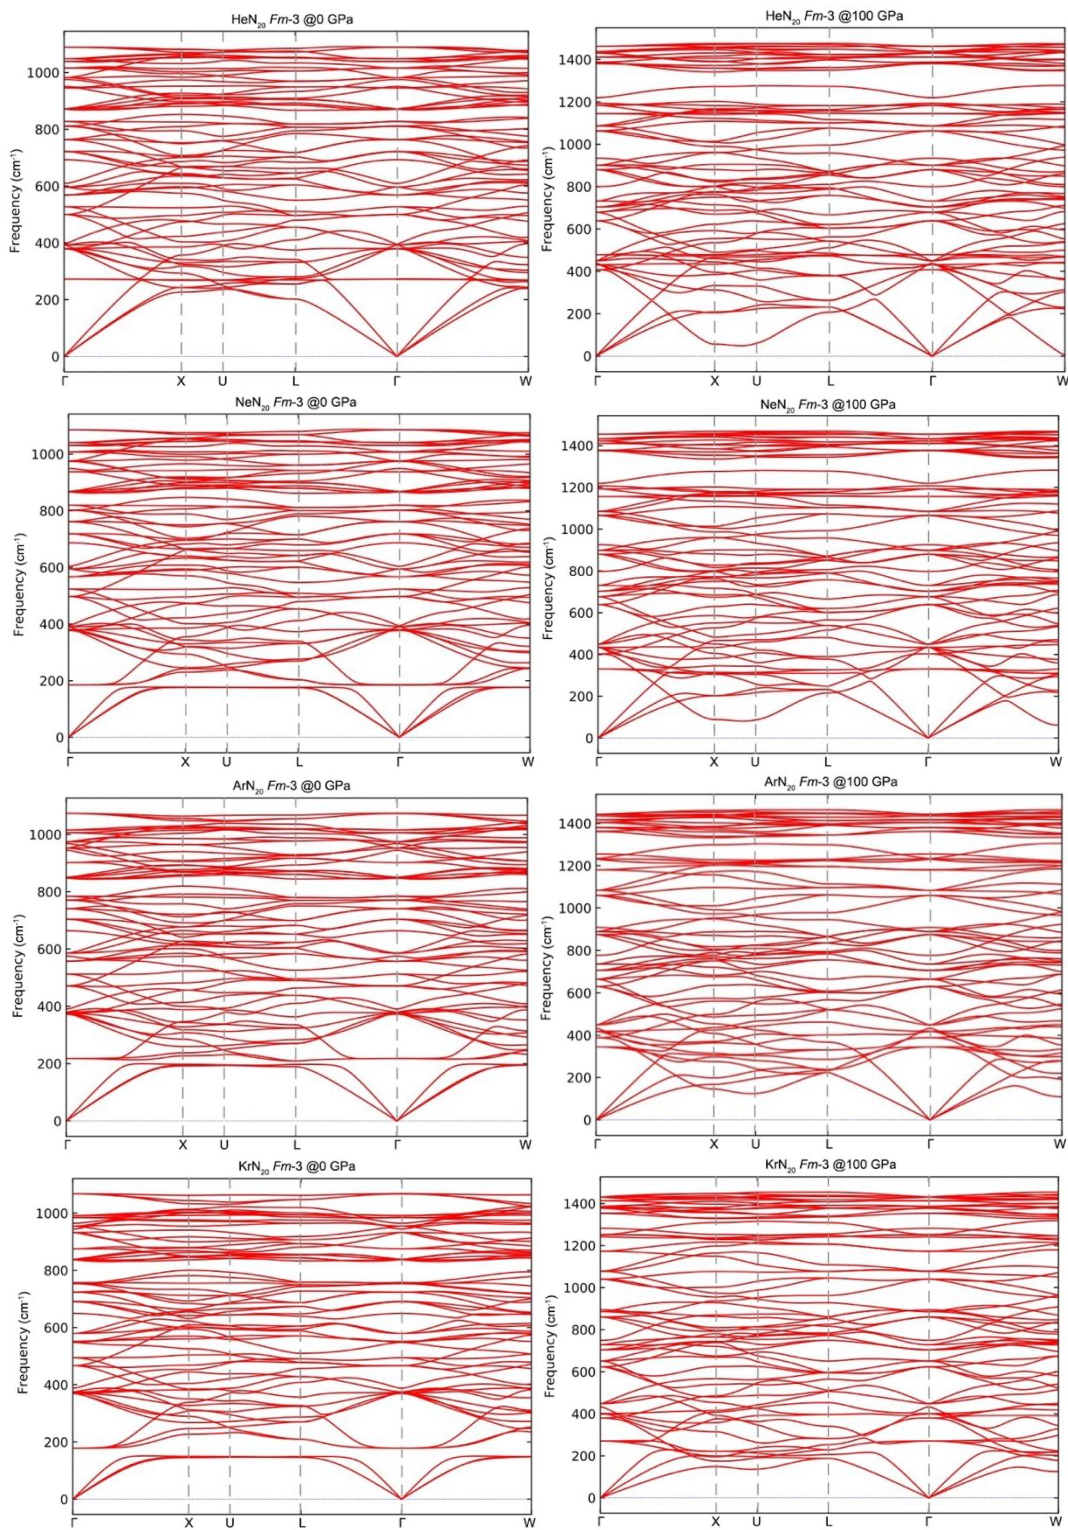 HeN₂₀ Fm-3 @0 GPa
Frequency (cm⁻¹)
1000
800
600
400
200
0
Γ X U L Γ W
HeN₂₀ Fm-3 @100 GPa
Frequency (cm⁻¹)
1400
1200
1000
800
600
400
200
0
Γ X U L Γ W
NeN₂₀ Fm-3 @0 GPa
Frequency (cm⁻¹)
1000
800
600
400
200
0
Γ X U L Γ W
NeN₂₀ Fm-3 @100 GPa
Frequency (cm⁻¹)
1400
1200
1000
800
600
400
200
0
Γ X U L Γ W
ArN₂₀ Fm-3 @0 GPa
Frequency (cm⁻¹)
1000
800
600
400
200
0
Γ X U L Γ W
ArN₂₀ Fm-3 @100 GPa
Frequency (cm⁻¹)
1400
1200
1000
800
600
400
200
0
Γ X U L Γ W
KrN₂₀ Fm-3 @0 GPa
Frequency (cm⁻¹)
1000
800
600
400
200
0
Γ X U L Γ W
KrN₂₀ Fm-3 @100 GPa
Frequency (cm⁻¹)
1400
1200
1000
800
600
400
200
0
Γ X U L Γ W